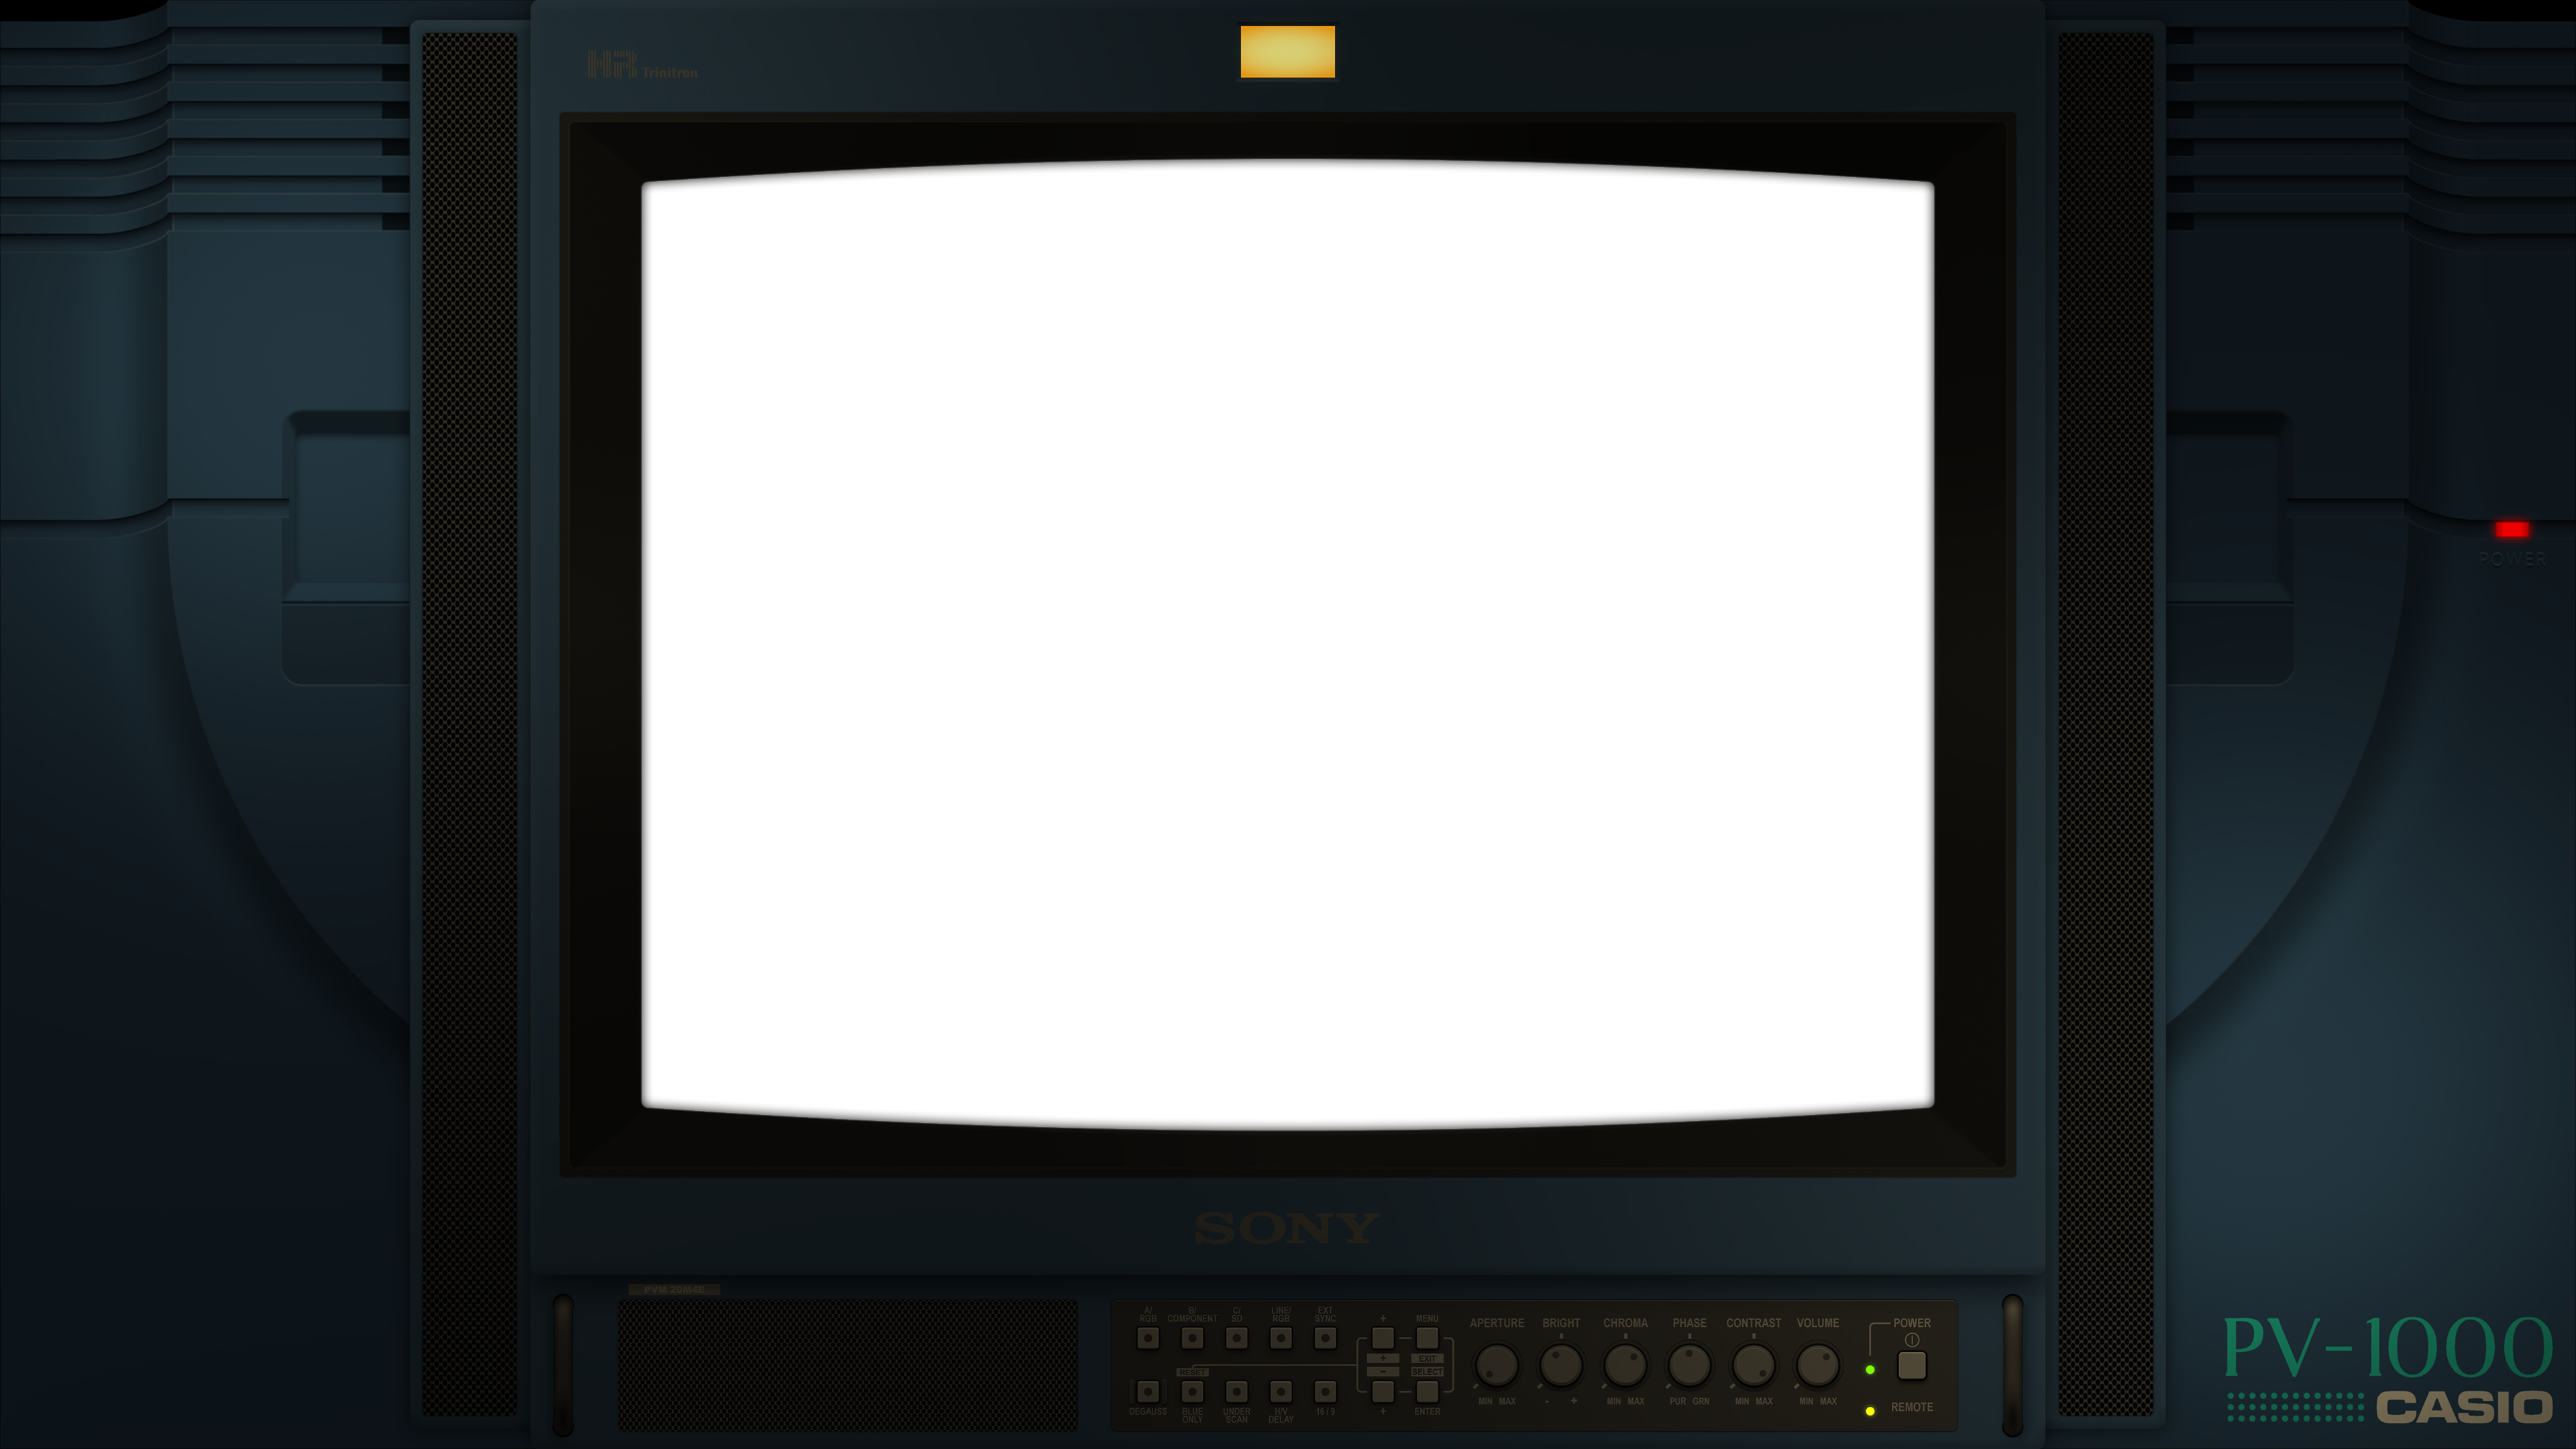 HR Trinitron
POWER
SONY
PVM 20M4E
A/ RGB
B/ COMPONENT
C/ SD
LINE/ RGB
EXT SYNC
+
MENU
APERTURE
BRIGHT
CHROMA
PHASE
CONTRAST
VOLUME
POWER
+
EXIT
RESET
−
SELECT
MIN MAX
- +
MIN MAX
PUR GRN
MIN MAX
MIN MAX
DEGAUSS
BLUE ONLY
UNDER SCAN
H/V DELAY
16 / 9
+
ENTER
REMOTE
PV-1000
CASIO